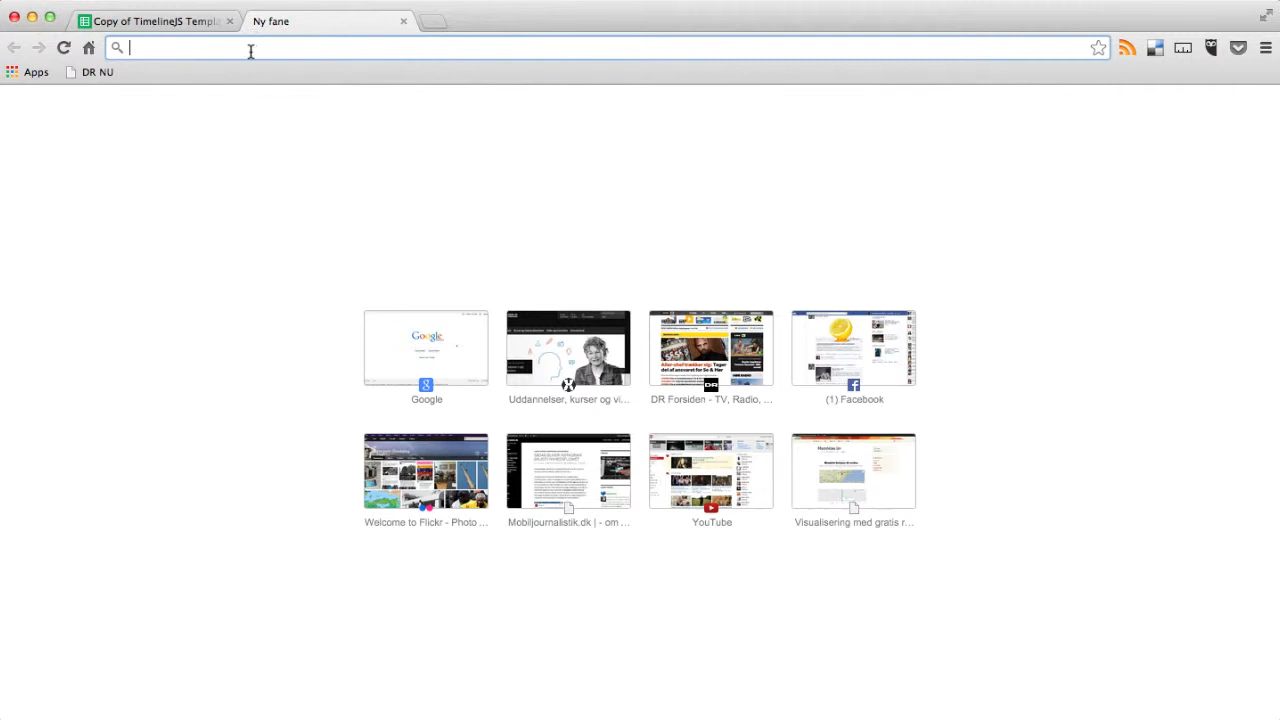 Copy of TimelineJS Templ
Ny fane
Apps
DR NU
Google
Google
Uddannelser, kurser og vi...
DR Forsiden - TV, Radio, ...
(1) Facebook
Welcome to Flickr - Photo ...
Mobiljournalistik.dk | - om ...
YouTube
Visualisering med gratis r...